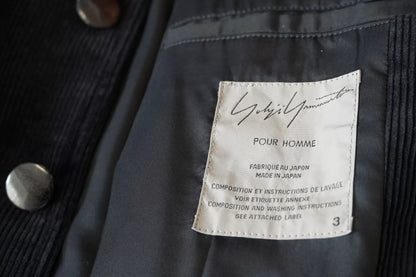 Yohji Yamamoto
POUR HOMME
FABRIQUÉ AU JAPON
MADE IN JAPAN
COMPOSITION ET INSTRUCTIONS DE LAVAGE
VOIR ETIQUETTE ANNEXE
COMPOSITION AND WASHING INSTRUCTIONS
SEE ATTACHED LABEL
3